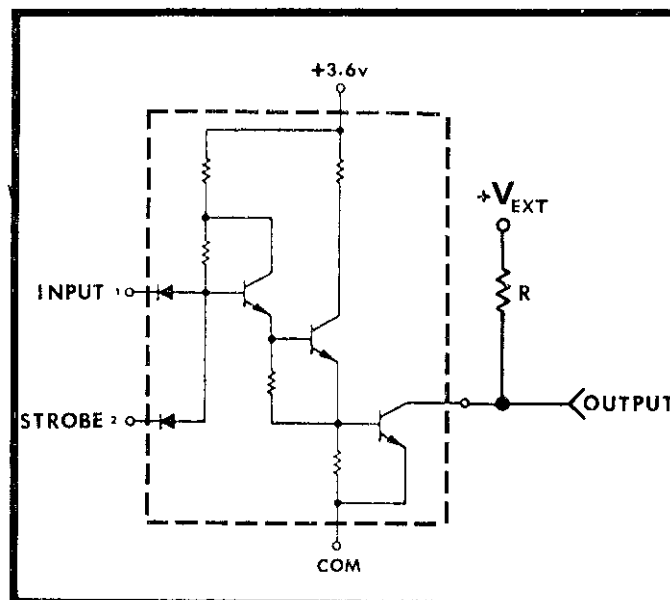 +3.6v
+V EXT
R
INPUT 1
STROBE 2
OUTPUT
COM